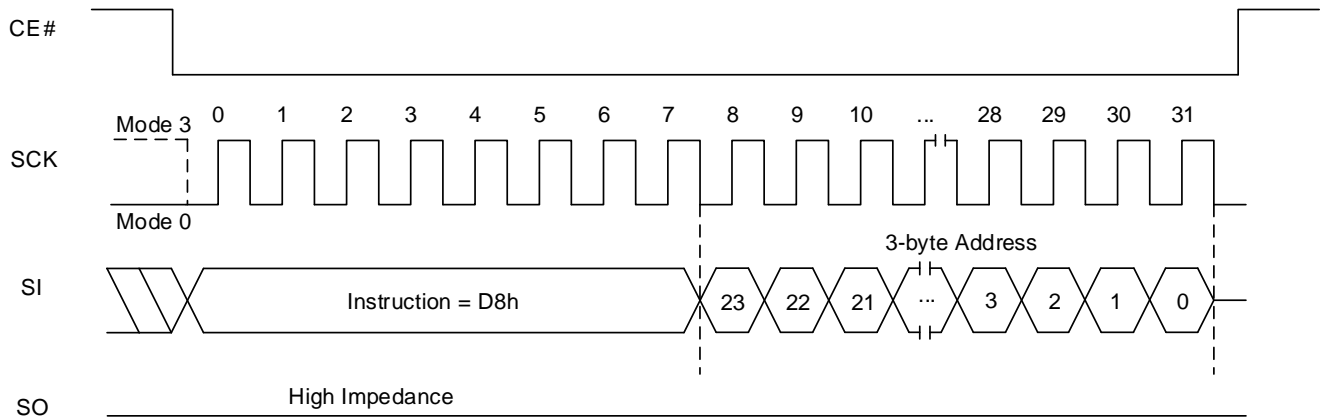 CE#
0 1 2 3 4 5 6 7 8 9 10 ... 28 29 30 31
Mode 3
SCK
Mode 0
3-byte Address
SI
Instruction = D8h 23 22 21 ... 3 2 1 0
High Impedance
SO